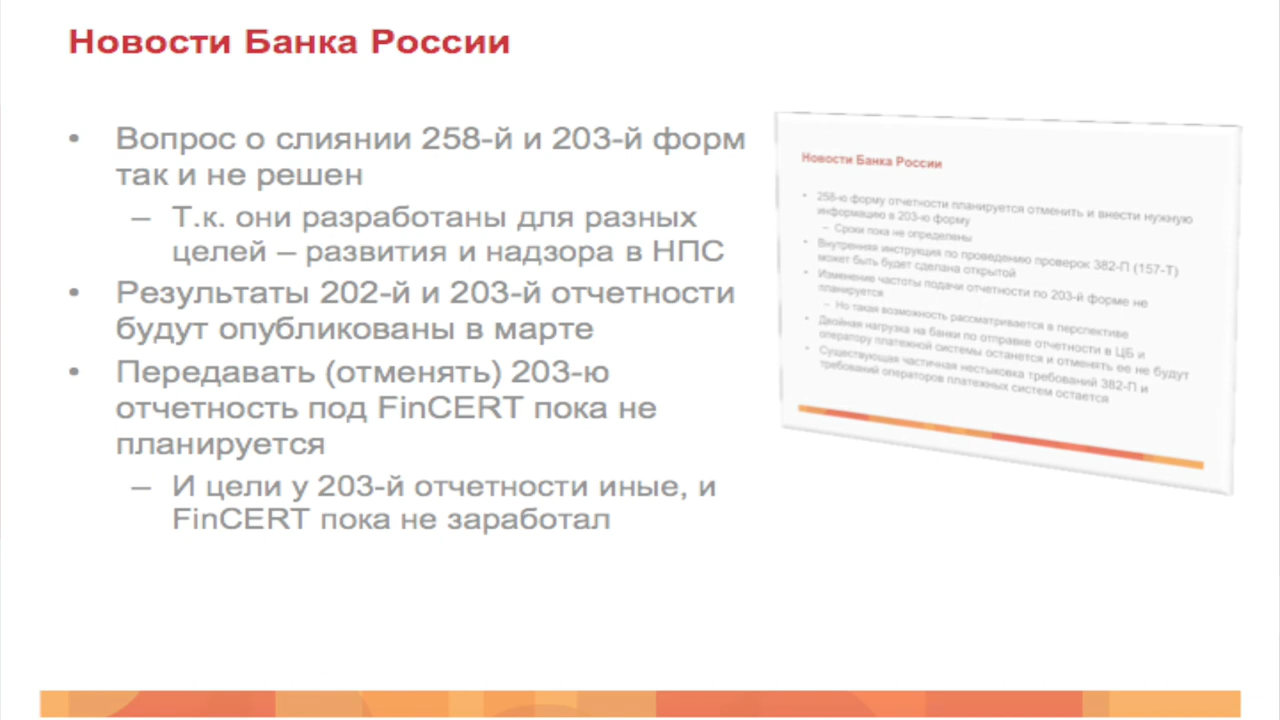 Новости Банка России
• Вопрос о слиянии 258-й и 203-й форм
так и не решен
– Т.к. они разработаны для разных
целей – развития и надзора в НПС
• Результаты 202-й и 203-й отчетности
будут опубликованы в марте
• Передавать (отменять) 203-ю
отчетность под FinCERT пока не
планируется
– И цели у 203-й отчетности иные, и
FinCERT пока не заработал
Новости Банка России
• 258-ю форму отчетности планируется отменить и внести нужную
информацию в 203-ю форму
– Сроки пока не определены
• Внутренняя инструкция по проведению проверок 382-П (157-Т)
может быть будет сделана открытой
• Изменение частоты подачи отчетности по 203-й форме не
планируется
– Но такая возможность рассматривается в перспективе
• Двойная нагрузка на банки по отправке отчетности в ЦБ и
оператору платежной системы останется и отменять ее не будут
• Существующая частичная нестыковка требований 382-П и
требований операторов платежных систем остается